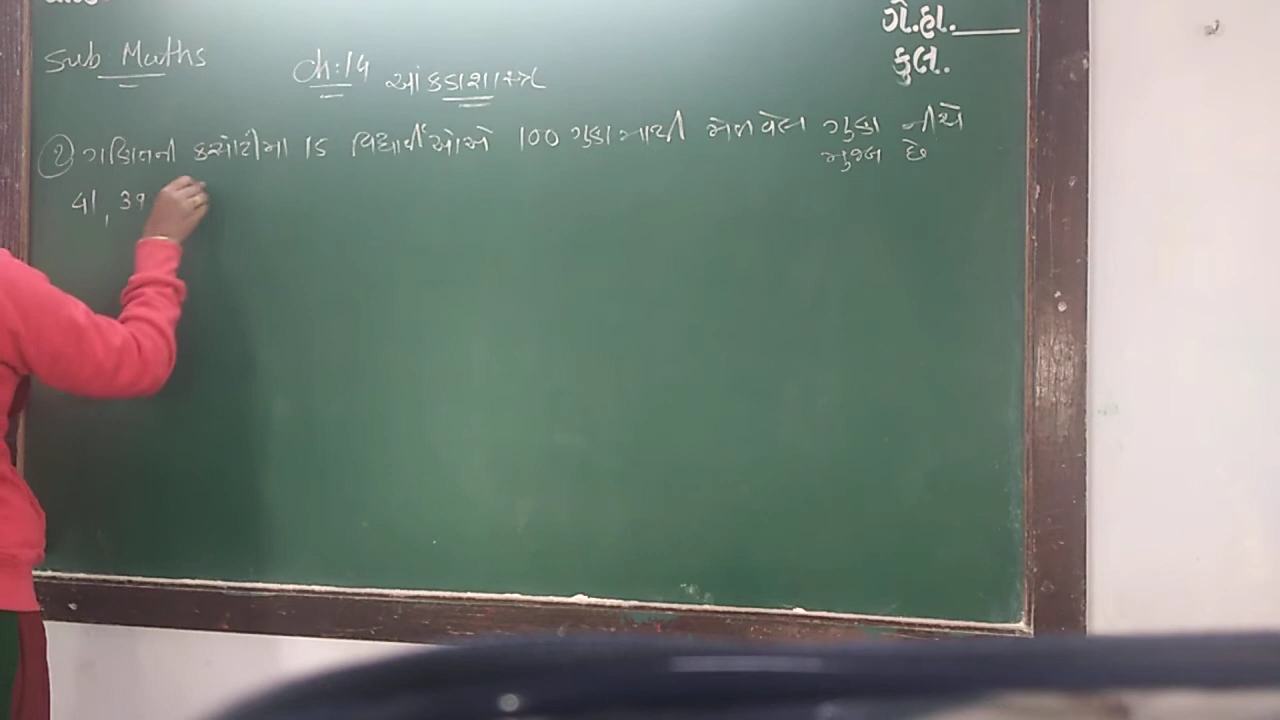 ગે.હા.____
કુલ.
Sub Maths
Ch:14 આંકડાશાસ્ત્ર
(૧) ગણિતની કસોટીમા 15 વિદ્યાર્થીઓએ 100 ગુણમાથી મેળવેલ ગુણ નીચે
મુજબ છે
41, 39